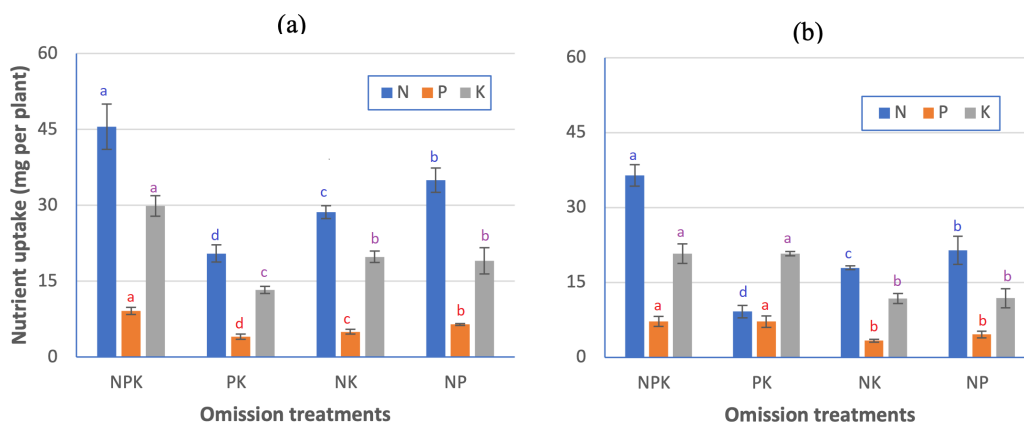 (a)
Nutrient uptake (mg per plant)
60
45
30
15
0
N P K
a a a
d d c
c c b
b b b
NPK PK NK NP
Omission treatments
(b)
60
45
30
15
0
N P K
a a a
d a a
c b b
b b b
NPK PK NK NP
Omission treatments